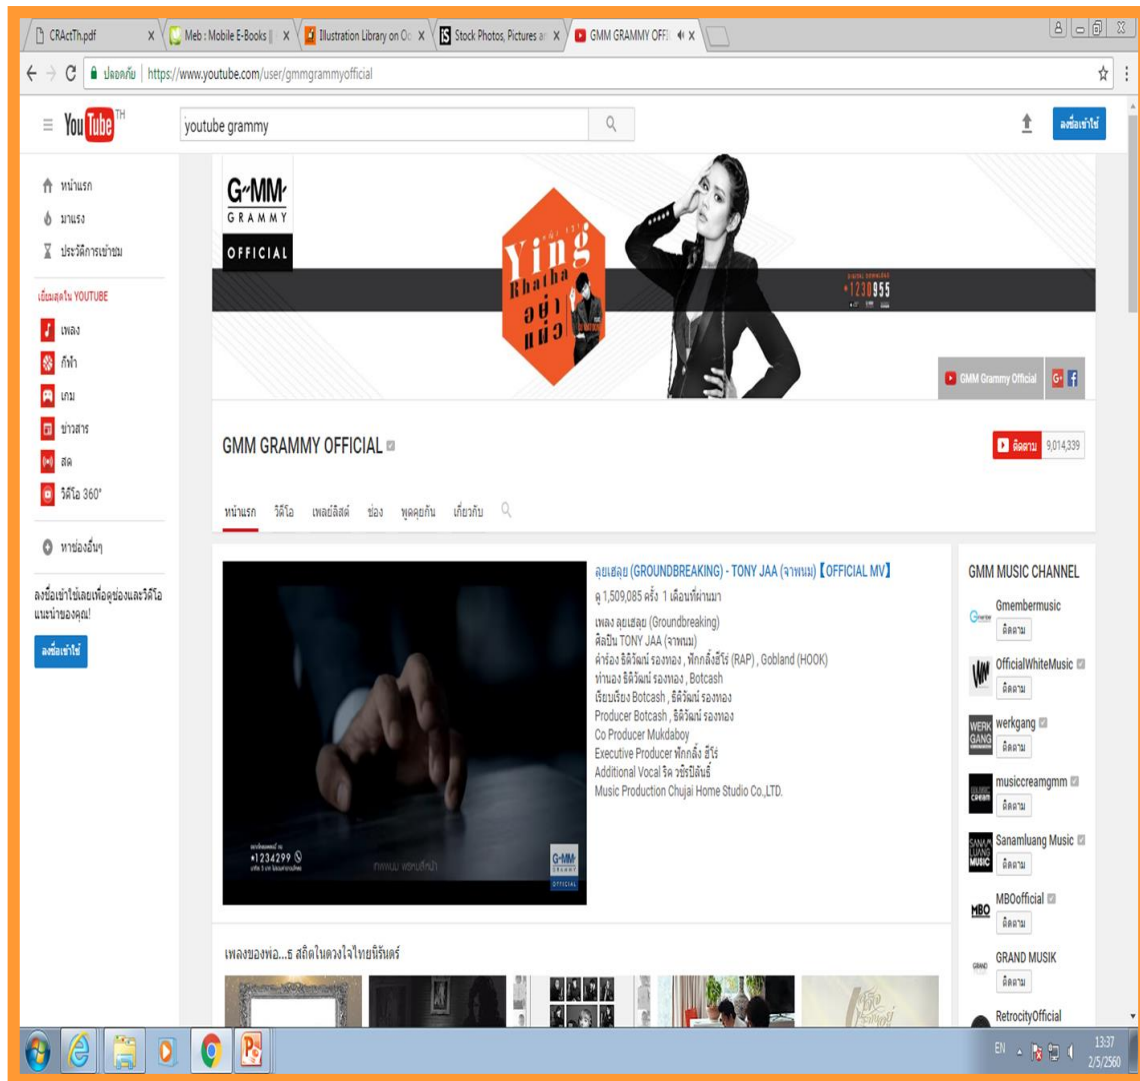 CRActTh.pdf
Meb : Mobile E-Books ||
Illustration Library on
Stock Photos, Pictures
GMM GRAMMY OFFI
ปลอดภัย | https://www.youtube.com/user/gmmgrammyofficial
You Tube TH
youtube grammy
ลงชื่อเข้าใช้
หน้าแรก
มาแรง
ประวัติการเข้าชม
เยี่ยมสุดใน YOUTUBE
เพลง
กีฬา
เกม
ข่าวสาร
สด
วิดีโอ 360°
หาช่องอื่นๆ
ลงชื่อเข้าใช้เลยเพื่อดูช่องและวิดีโอ
แนะนำของคุณ!
ลงชื่อเข้าใช้
G-MM-
GRAMMY
OFFICIAL
Ying
Rhatha
อย่า
แผ่ว
*1230955
GMM Grammy Official
GMM GRAMMY OFFICIAL
ติดตาม 9,014,339
หน้าแรก วิดีโอ เพลย์ลิสต์ ช่อง พูดคุยกัน เกี่ยวกับ
*1234299
G-MM-
GRAMMY
OFFICIAL
ลุยเฮลุย (GROUNDBREAKING) - TONY JAA (จาพนม)【OFFICIAL MV】
ดู 1,509,085 ครั้ง 1 เดือนที่ผ่านมา
เพลง ลุยเฮลุย (Groundbreaking)
ศิลปิน TONY JAA (จาพนม)
คำร้อง ธิติวัฒน์ รองทอง , ฟักกลิ้งฮีโร่ (RAP) , Gobland (HOOK)
ทำนอง ธิติวัฒน์ รองทอง , Botcash
เรียบเรียง Botcash , ธิติวัฒน์ รองทอง
Producer Botcash , ธิติวัฒน์ รองทอง
Co Producer Mukdaboy
Executive Producer ฟักกลิ้ง ฮีโร่
Additional Vocal ริค วชิรปิลันธิ์
Music Production Chujai Home Studio Co.,LTD.
GMM MUSIC CHANNEL
Gmembermusic
ติดตาม
OfficialWhiteMusic
ติดตาม
WERK
GANG
werkgang
ติดตาม
musiccreamgmm
ติดตาม
SANAM
LUANG
MUSIC
Sanamluang Music
ติดตาม
MBO
MBOofficial
ติดตาม
GRAND MUSIK
ติดตาม
RetrocityOfficial
เพลงของพ่อ...ธ สถิตในดวงใจไทยนิรันดร์
EN
13:37
2/5/2560